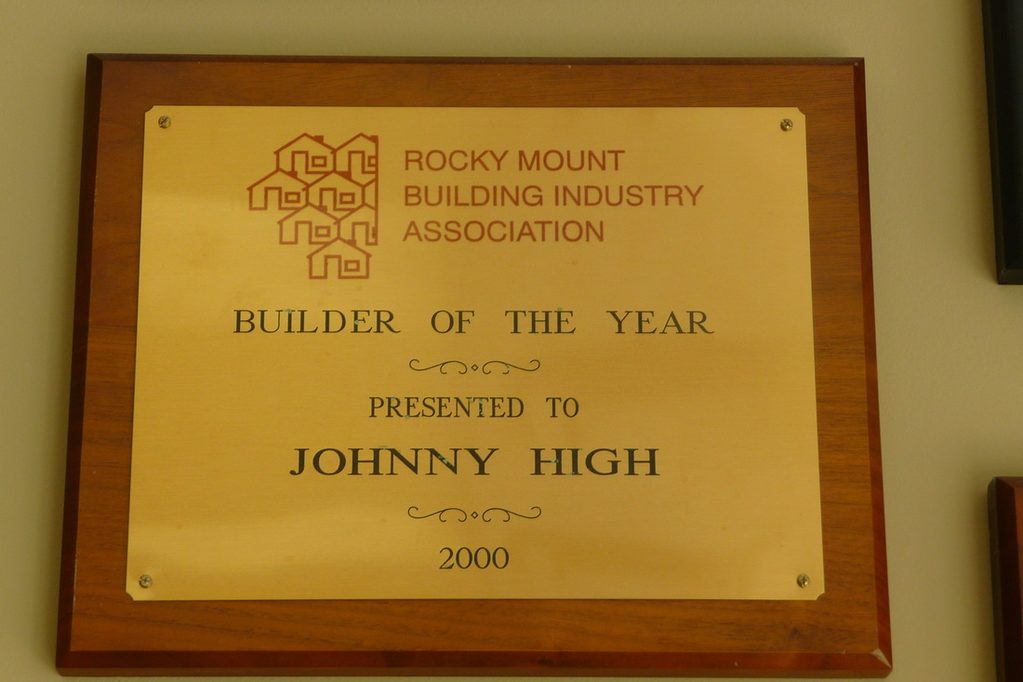 ROCKY MOUNT
BUILDING INDUSTRY
ASSOCIATION
BUILDER OF THE YEAR
PRESENTED TO
JOHNNY HIGH
2000